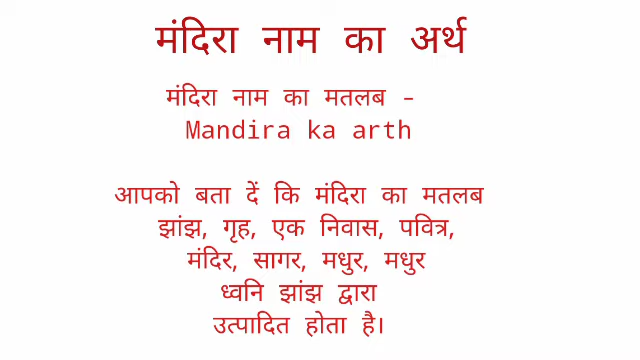 मंदिरा नाम का अर्थ
मंदिरा नाम का मतलब -
Mandira ka arth
आपको बता दें कि मंदिरा का मतलब
झांझ, गृह, एक निवास, पवित्र,
मंदिर, सागर, मधुर, मधुर
ध्वनि झांझ द्वारा
उत्पादित होता है।